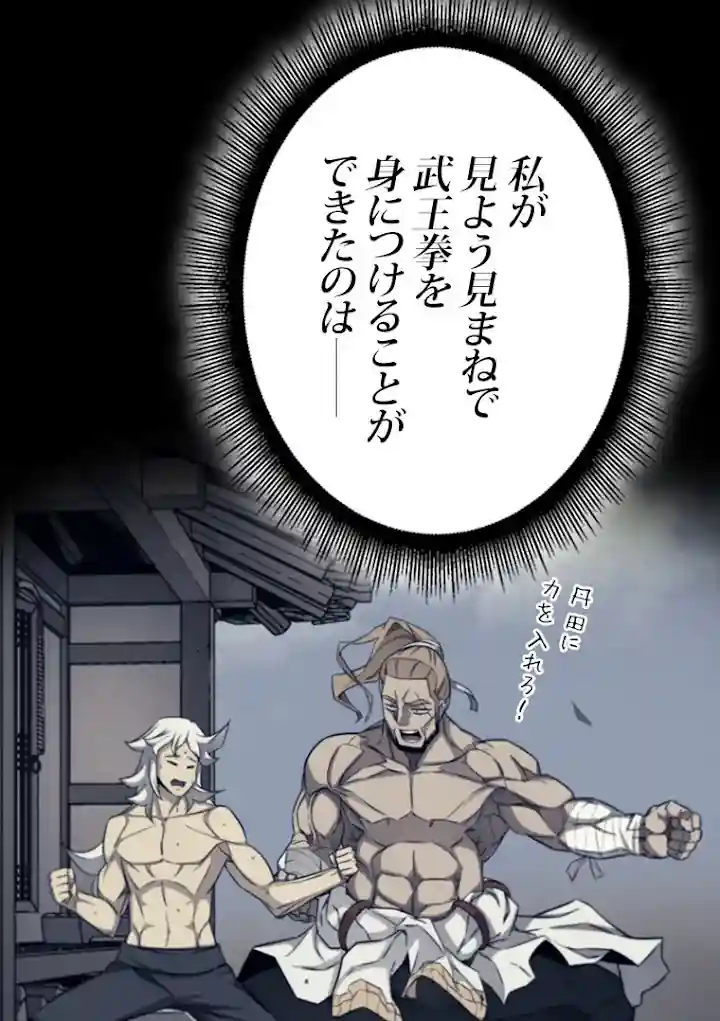 私が
見よう見まねで
武王拳を
身につけることが
できたのは――
丹田に
力を入れろ!